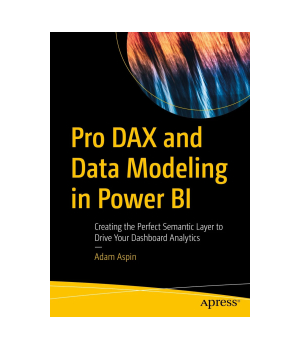 Pro DAX and
Data Modeling
in Power BI
Creating the Perfect Semantic Layer to
Drive Your Dashboard Analytics
—
Adam Aspin
Apress®